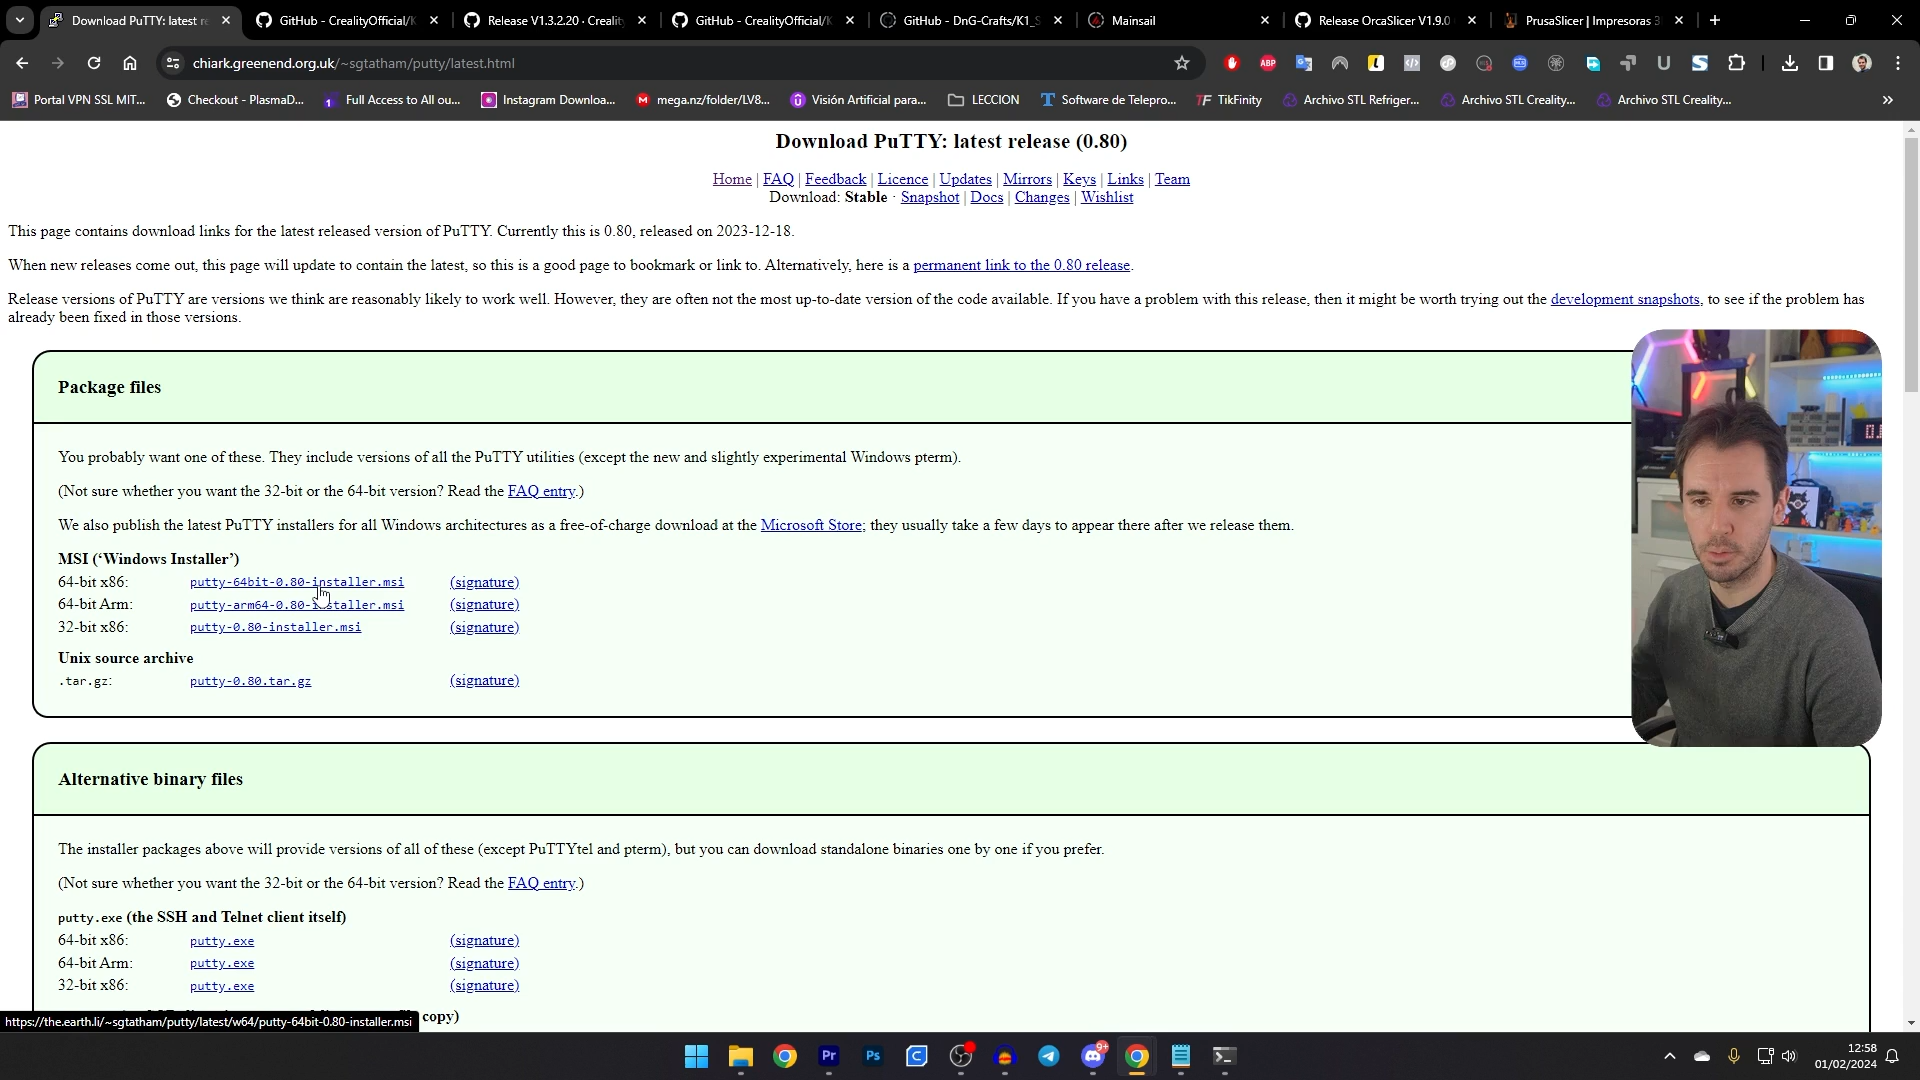 Download PuTTY: latest re
GitHub - CrealityOfficial/K
Release V1.3.2.20 · Creality
GitHub - CrealityOfficial/K
GitHub - DnG-Crafts/K1_S
Mainsail
Release OrcaSlicer V1.9.0
PrusaSlicer | Impresoras 3
chiark.greenend.org.uk/~sgtatham/putty/latest.html
Portal VPN SSL MIT...
Checkout - PlasmaD...
Full Access to All ou...
Instagram Downloa...
mega.nz/folder/LV8...
Visión Artificial para...
LECCION
Software de Telepro...
TikFinity
Archivo STL Refriger...
Archivo STL Creality...
Archivo STL Creality...
Download PuTTY: latest release (0.80)
Home | FAQ | Feedback | Licence | Updates | Mirrors | Keys | Links | Team
Download: Stable · Snapshot | Docs | Changes | Wishlist
This page contains download links for the latest released version of PuTTY. Currently this is 0.80, released on 2023-12-18.
When new releases come out, this page will update to contain the latest, so this is a good page to bookmark or link to. Alternatively, here is a permanent link to the 0.80 release.
Release versions of PuTTY are versions we think are reasonably likely to work well. However, they are often not the most up-to-date version of the code available. If you have a problem with this release, then it might be worth trying out the development snapshots, to see if the problem has
already been fixed in those versions.
Package files
You probably want one of these. They include versions of all the PuTTY utilities (except the new and slightly experimental Windows pterm).
(Not sure whether you want the 32-bit or the 64-bit version? Read the FAQ entry.)
We also publish the latest PuTTY installers for all Windows architectures as a free-of-charge download at the Microsoft Store; they usually take a few days to appear there after we release them.
MSI (‘Windows Installer’)
64-bit x86: putty-64bit-0.80-installer.msi (signature)
64-bit Arm: putty-arm64-0.80-installer.msi (signature)
32-bit x86: putty-0.80-installer.msi (signature)
Unix source archive
.tar.gz: putty-0.80.tar.gz (signature)
Alternative binary files
The installer packages above will provide versions of all of these (except PuTTYtel and pterm), but you can download standalone binaries one by one if you prefer.
(Not sure whether you want the 32-bit or the 64-bit version? Read the FAQ entry.)
putty.exe (the SSH and Telnet client itself)
64-bit x86: putty.exe (signature)
64-bit Arm: putty.exe (signature)
32-bit x86: putty.exe (signature)
copy)
https://the.earth.li/~sgtatham/putty/latest/w64/putty-64bit-0.80-installer.msi
12:58
01/02/2024